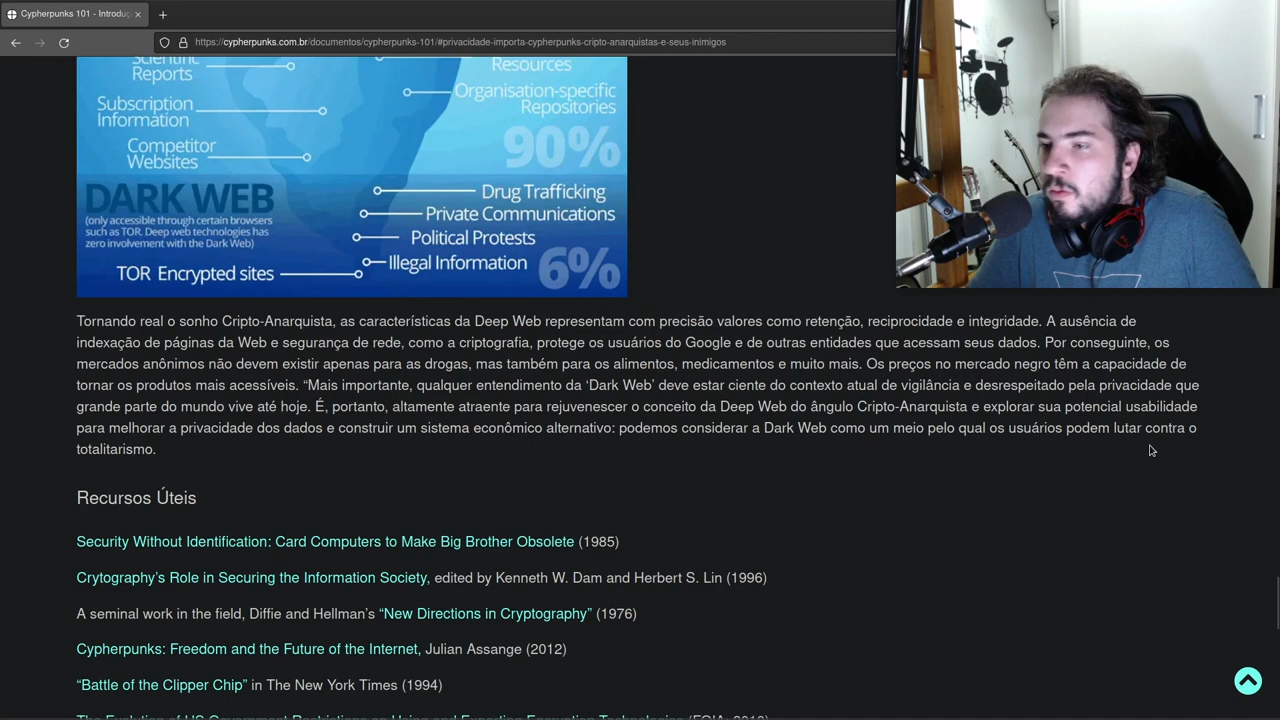 Cypherpunks 101 - Introduç
https://cypherpunks.com.br/documentos/cypherpunks-101/#privacidade-importa-cypherpunks-cripto-anarquistas-e-seus-inimigos
Scientific
Reports
Resources
Subscription
Information
Organisation-specific
Repositories
Competitor
Websites
90%
DARK WEB
(only accessible through certain browsers
such as TOR. Deep web technologies has
zero involvement with the Dark Web)
TOR Encrypted sites
Drug Trafficking
Private Communications
Political Protests
Illegal Information
6%
Tornando real o sonho Cripto-Anarquista, as características da Deep Web representam com precisão valores como retenção, reciprocidade e integridade. A ausência de
indexação de páginas da Web e segurança de rede, como a criptografia, protege os usuários do Google e de outras entidades que acessam seus dados. Por conseguinte, os
mercados anônimos não devem existir apenas para as drogas, mas também para os alimentos, medicamentos e muito mais. Os preços no mercado negro têm a capacidade de
tornar os produtos mais acessíveis. “Mais importante, qualquer entendimento da ‘Dark Web’ deve estar ciente do contexto atual de vigilância e desrespeitado pela privacidade que
grande parte do mundo vive até hoje. É, portanto, altamente atraente para rejuvenescer o conceito da Deep Web do ângulo Cripto-Anarquista e explorar sua potencial usabilidade
para melhorar a privacidade dos dados e construir um sistema econômico alternativo: podemos considerar a Dark Web como um meio pelo qual os usuários podem lutar contra o
totalitarismo.
Recursos Úteis
Security Without Identification: Card Computers to Make Big Brother Obsolete (1985)
Crytography’s Role in Securing the Information Society, edited by Kenneth W. Dam and Herbert S. Lin (1996)
A seminal work in the field, Diffie and Hellman’s “New Directions in Cryptography” (1976)
Cypherpunks: Freedom and the Future of the Internet, Julian Assange (2012)
“Battle of the Clipper Chip” in The New York Times (1994)
The Evolution of US Government Restrictions on Using and Exporting Encryption Technologies (FOIA: 2016)